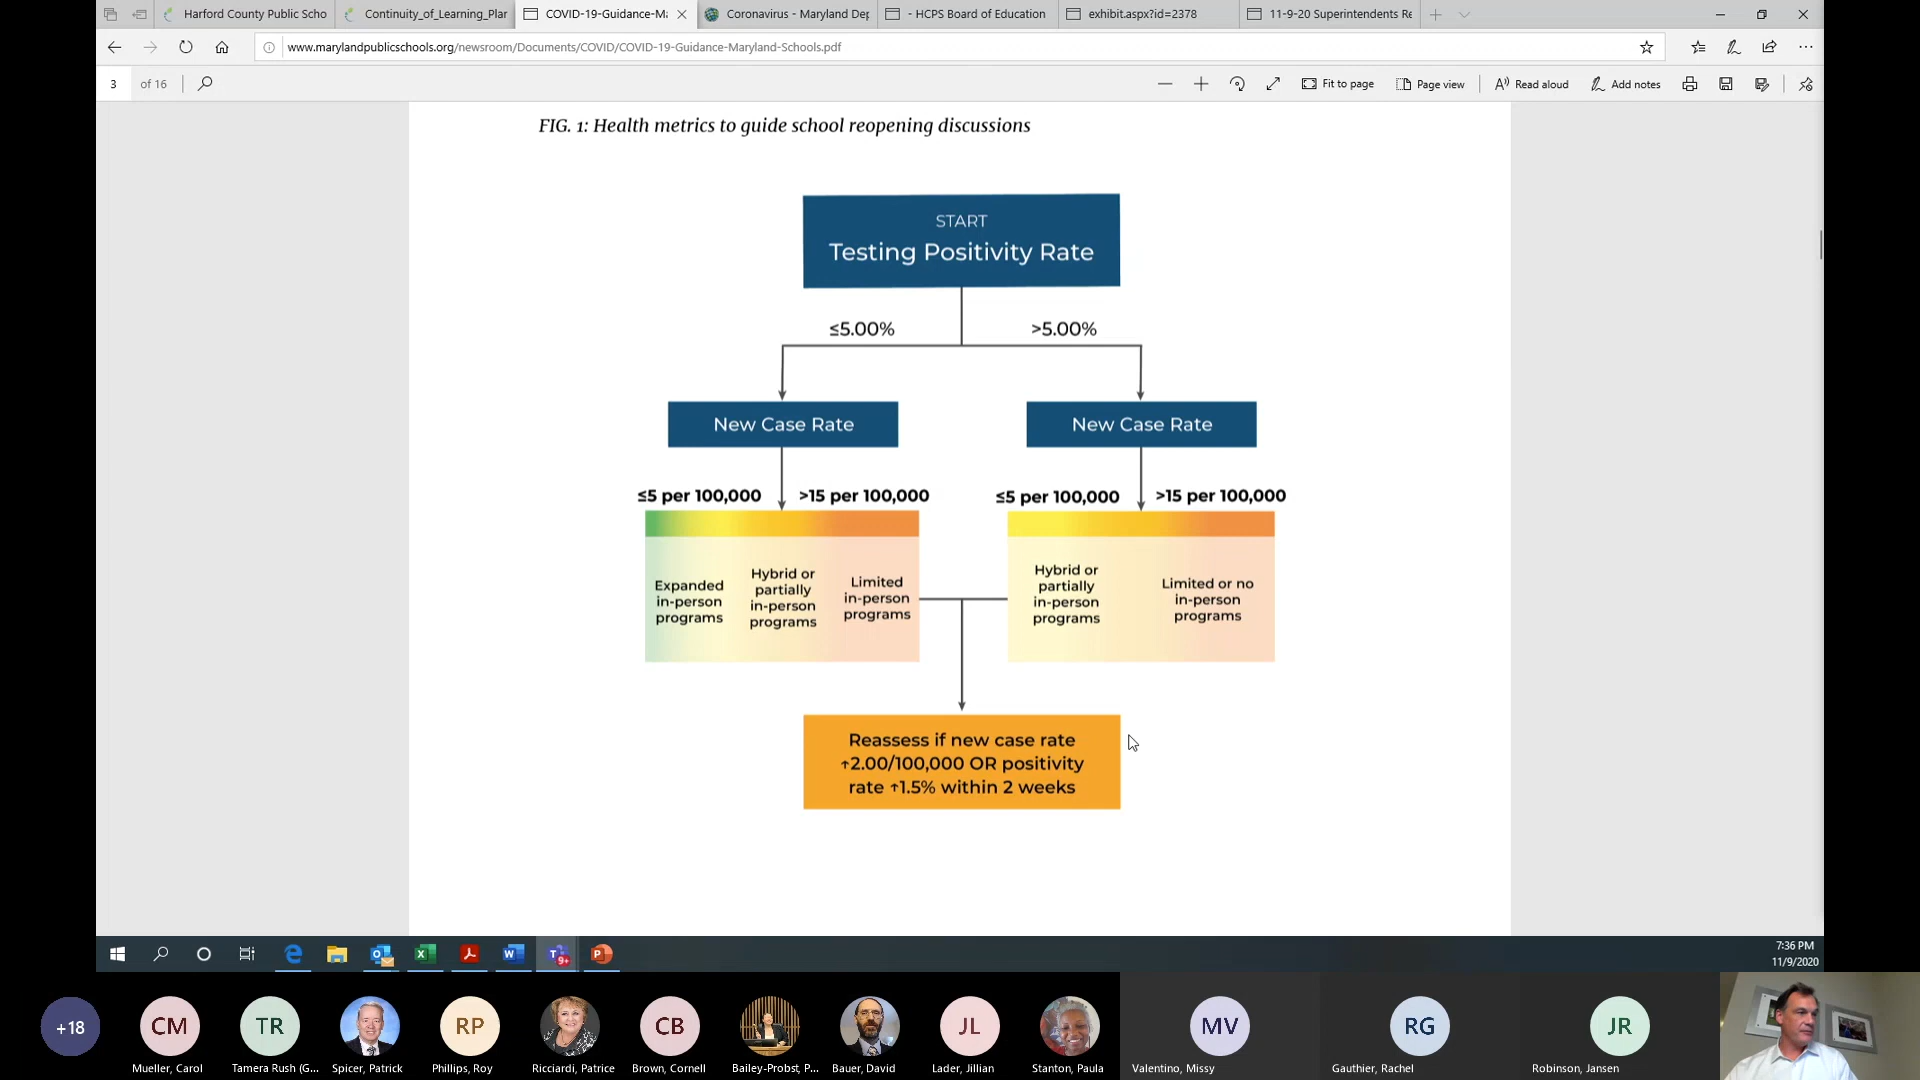 Harford County Public Scho
Continuity_of_Learning_Plar
COVID-19-Guidance-Ma
Coronavirus - Maryland Dep
- HCPS Board of Education
exhibit.aspx?id=2378
11-9-20 Superintendents Re
www.marylandpublicschools.org/newsroom/Documents/COVID/COVID-19-Guidance-Maryland-Schools.pdf
3 of 16
Fit to page
Page view
Read aloud
Add notes
FIG. 1: Health metrics to guide school reopening discussions
START
Testing Positivity Rate
≤5.00%
>5.00%
New Case Rate
New Case Rate
≤5 per 100,000
>15 per 100,000
≤5 per 100,000
>15 per 100,000
Expanded
in-person
programs
Hybrid or
partially
in-person
programs
Limited
in-person
programs
Hybrid or
partially
in-person
programs
Limited or no
in-person
programs
Reassess if new case rate
↑2.00/100,000 OR positivity
rate ↑1.5% within 2 weeks
9+
7:36 PM
11/9/2020
+18
CM
TR
RP
CB
JL
MV
RG
JR
Mueller, Carol
Tamera Rush (G...
Spicer, Patrick
Phillips, Roy
Ricciardi, Patrice
Brown, Cornell
Bailey-Probst, P...
Bauer, David
Lader, Jillian
Stanton, Paula
Valentino, Missy
Gauthier, Rachel
Robinson, Jansen